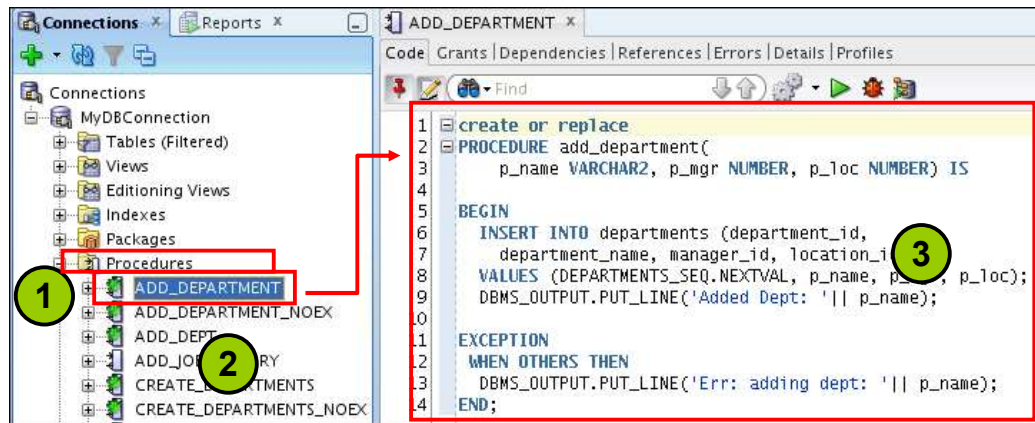 Connections
Reports
Connections
MyDBConnection
Tables (Filtered)
Views
Editioning Views
Indexes
Packages
Procedures
ADD_DEPARTMENT
ADD_DEPARTMENT_NOEX
ADD_DEPT
ADD_JO RY
CREATE_DEPARTMENTS
CREATE_DEPARTMENTS_NOEX
1
2
ADD_DEPARTMENT
Code Grants | Dependencies | References | Errors | Details | Profiles
Find
1 create or replace
2 PROCEDURE add_department(
3 p_name VARCHAR2, p_mgr NUMBER, p_loc NUMBER) IS
4
5 BEGIN
6 INSERT INTO departments (department_id,
7 department_name, manager_id, location_i
8 VALUES (DEPARTMENTS_SEQ.NEXTVAL, p_name, p_loc);
9 DBMS_OUTPUT.PUT_LINE('Added Dept: '|| p_name);
10
11 EXCEPTION
12 WHEN OTHERS THEN
13 DBMS_OUTPUT.PUT_LINE('Err: adding dept: '|| p_name);
14 END;
3